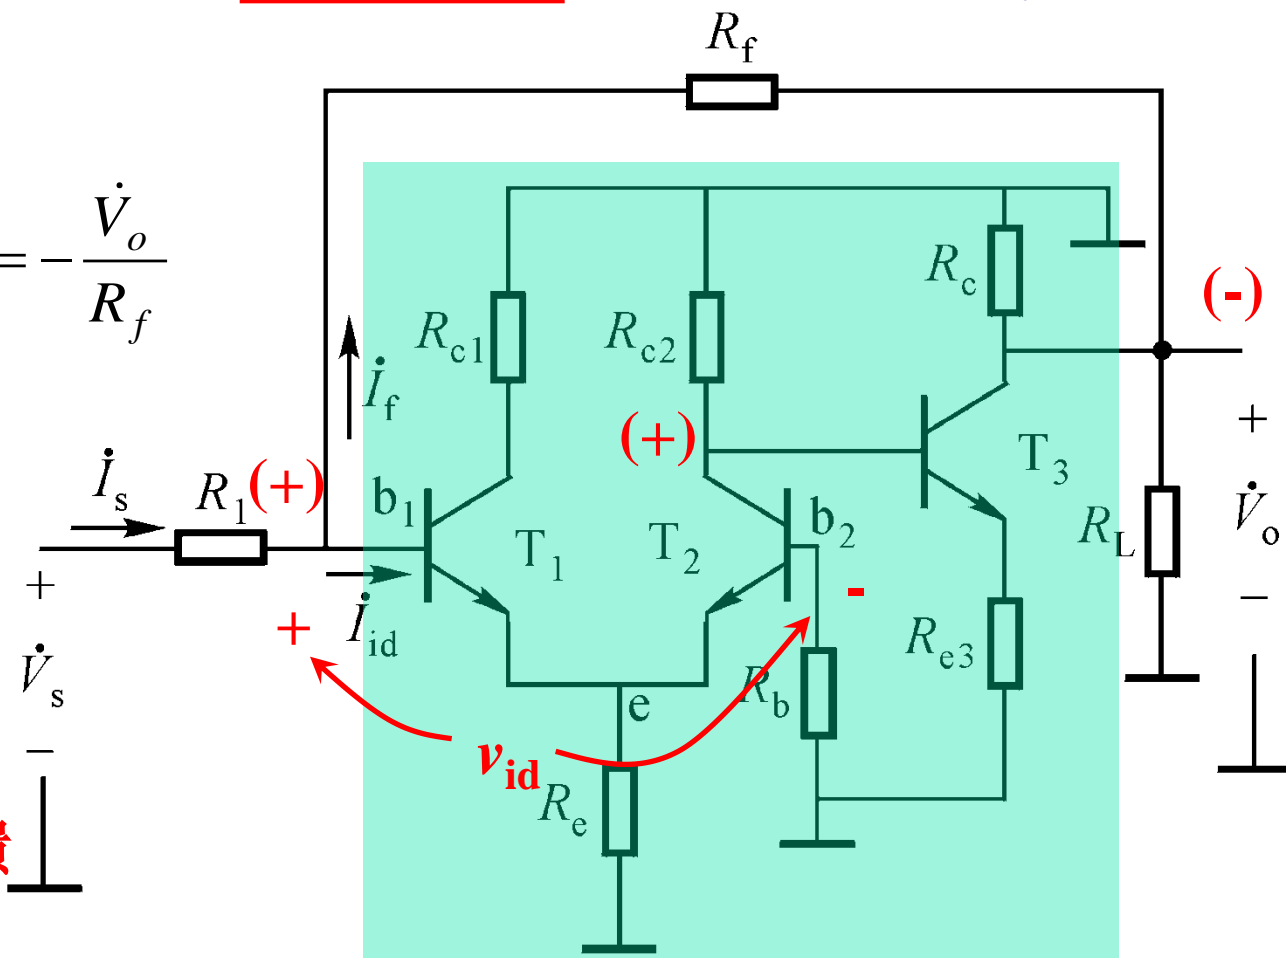 R_f
= - V̇_o / R_f
R_c
(-)
R_c1
R_c2
İ_f
(+)
+
T_3
İ_s
R_1
(+)
b_1
b_2
V̇_o
T_1
T_2
R_L
+
-
−
+
İ_id
R_e3
V̇_s
R_b
e
−
v_id
R_e